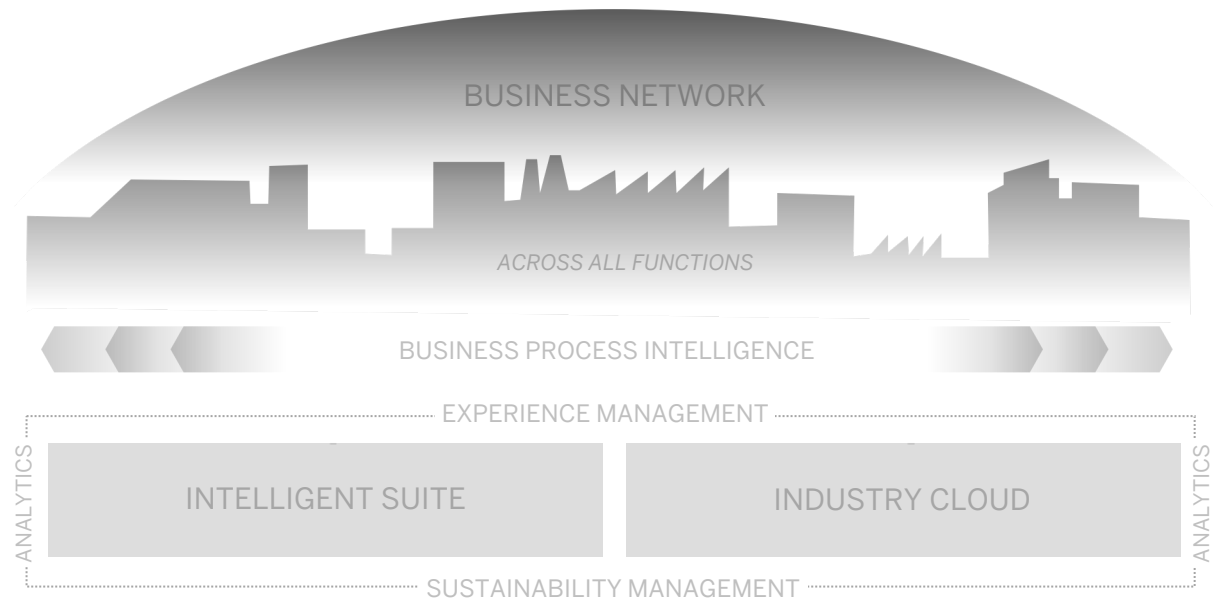 BUSINESS NETWORK
ACROSS ALL FUNCTIONS
BUSINESS PROCESS INTELLIGENCE
EXPERIENCE MANAGEMENT
ANALYTICS
INTELLIGENT SUITE
INDUSTRY CLOUD
ANALYTICS
SUSTAINABILITY MANAGEMENT